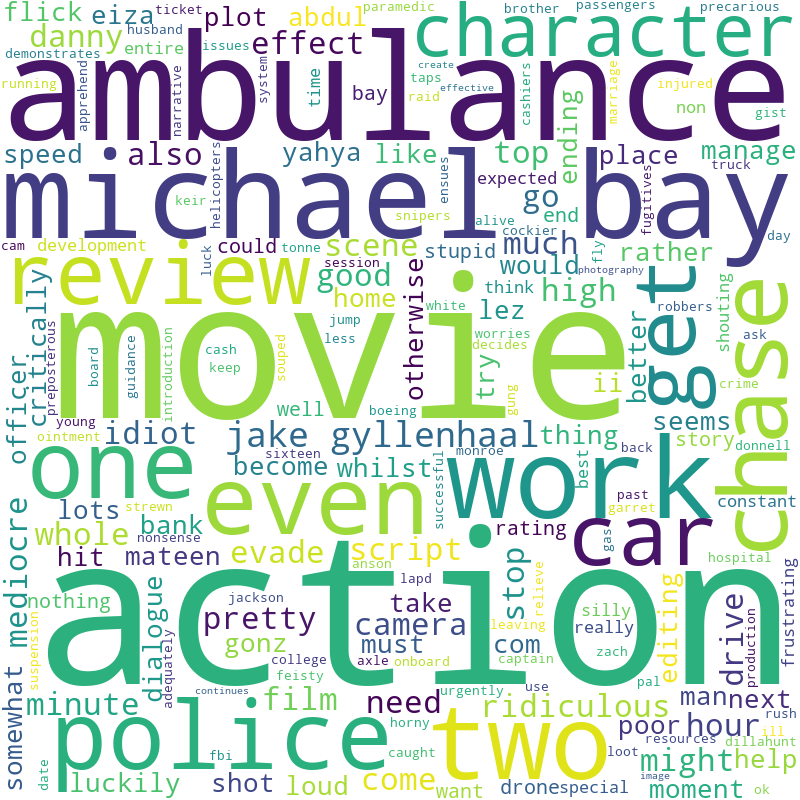 flick
eiza
ticket
husband
plot
abdul
brother
passengers
precarious
paramedic
character
danny
entire
issues
effect
demonstrates
ambulance
running
apprehend
narrative
system
time
bay
taps
raid
create
effective
cashiers
marriage
injured
non
gist
speed
also
helicopters
yahya
like
top
ending
place
manage
michael bay
keir
ensues
expected
snipers
alive
cockier
go
end
fugitives
truck
day
cam
development
luck
could
tonne
session
scene
stupid
much
would
fly
photography
rather
review
good
home
otherwise
white
think
decides
high
get
robbers
shouting
chase
critically
preposterous
board
guidance
introduction
movie
cash
keep
souped
jump
less
lez
worries
try
gung
ii
better
ask
crime
officer
young
ointment
idiot
well
boeing
jake gyllenhaal
thing
seems
story
donnell
one
sixteen
become
whilst
successful
monroe
work
best
back
past
constant
even
lots
strewn
bank
nonsense
whole
hit
mateen
evade
script
anson
rating
garret
gas
car
hospital
mediocre
somewhat
suspension
nothing
dialogue
adequately
action
jackson
pretty
gonz
college
feisty
lapd
take
camera
axle
onboard
must
stop
relieve
leaving
com
captain
silly
really
zach
editing
drive
production
frustrating
minute
continues
film
need
urgently
use
pal
ridiculous
man
next
rush
ill
police
horny
two
poor
hour
resources
dillahunt
date
luckily
fbi
shot
loud
caught
come
want
drone
special
loot
image
might
help
moment
ok